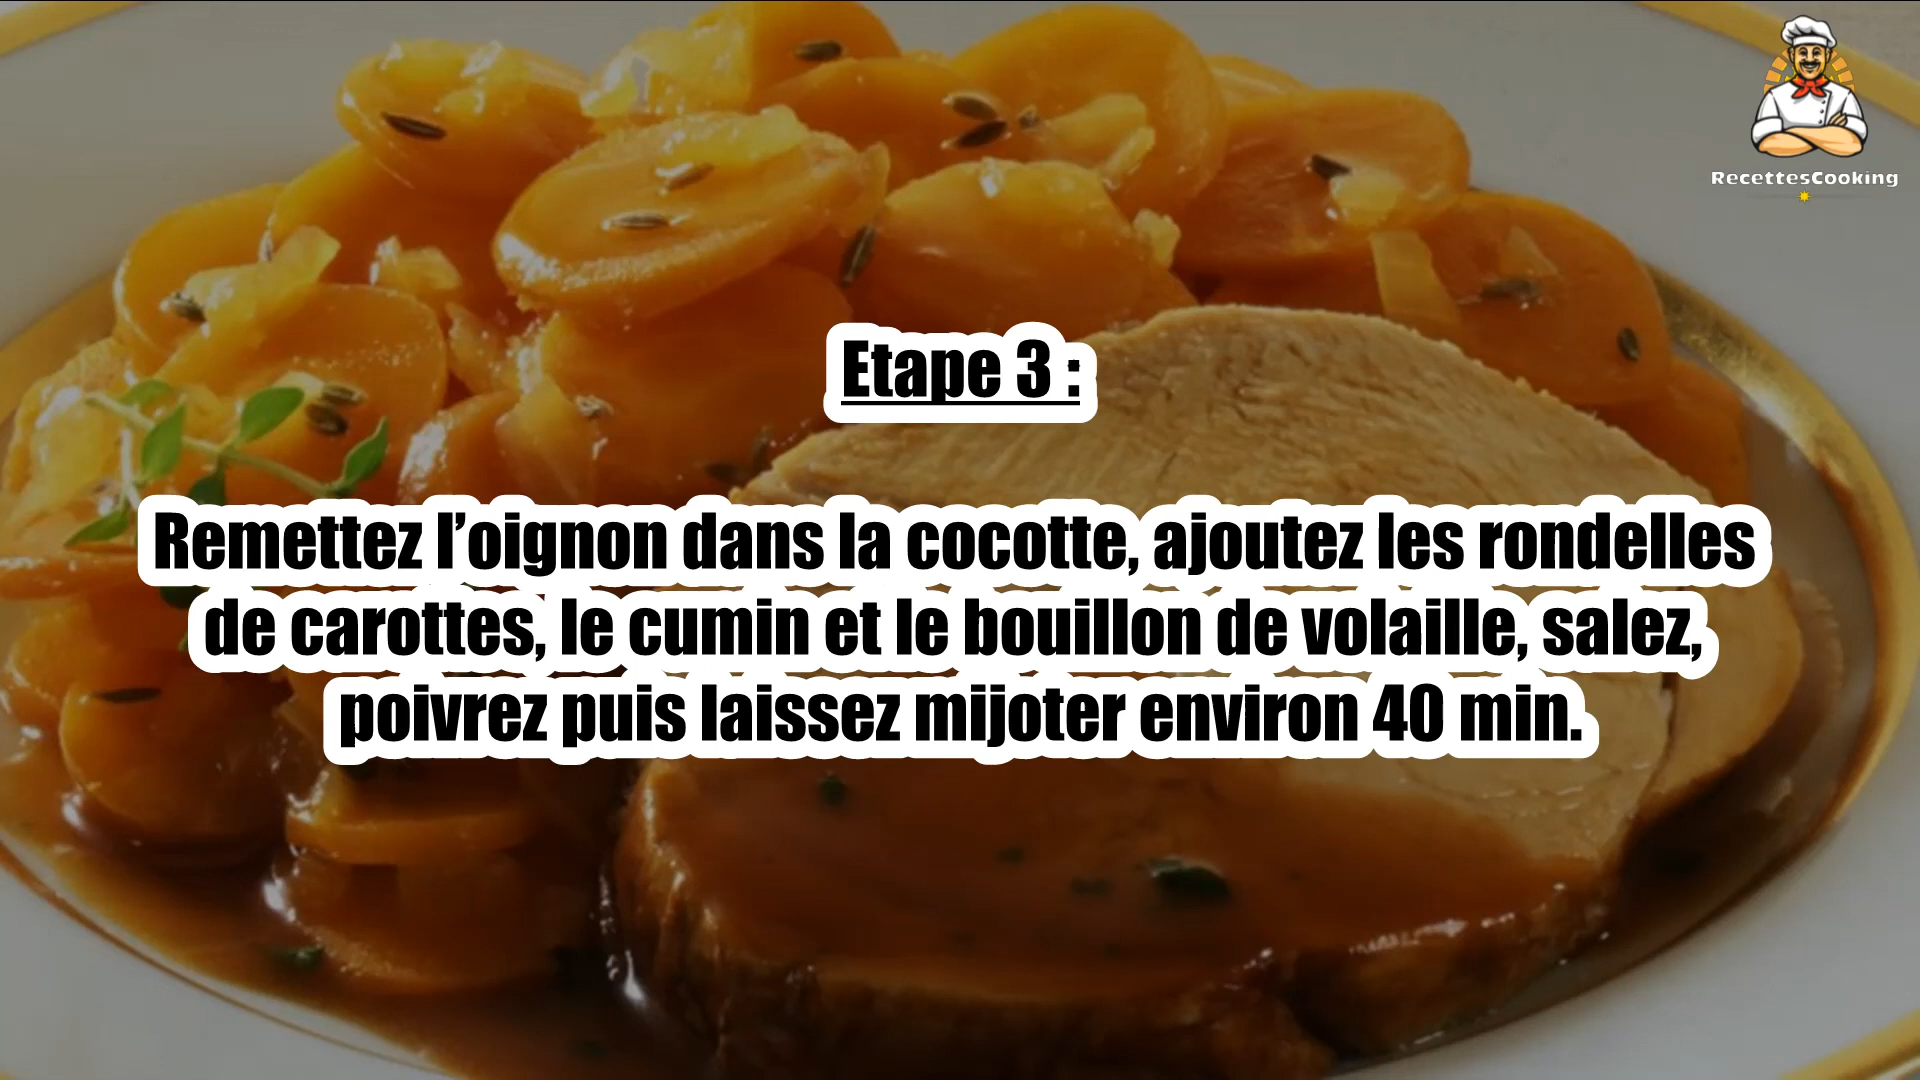 RecettesCooking
Etape 3 :
Remettez l’oignon dans la cocotte, ajoutez les rondelles
de carottes, le cumin et le bouillon de volaille, salez,
poivrez puis laissez mijoter environ 40 min.